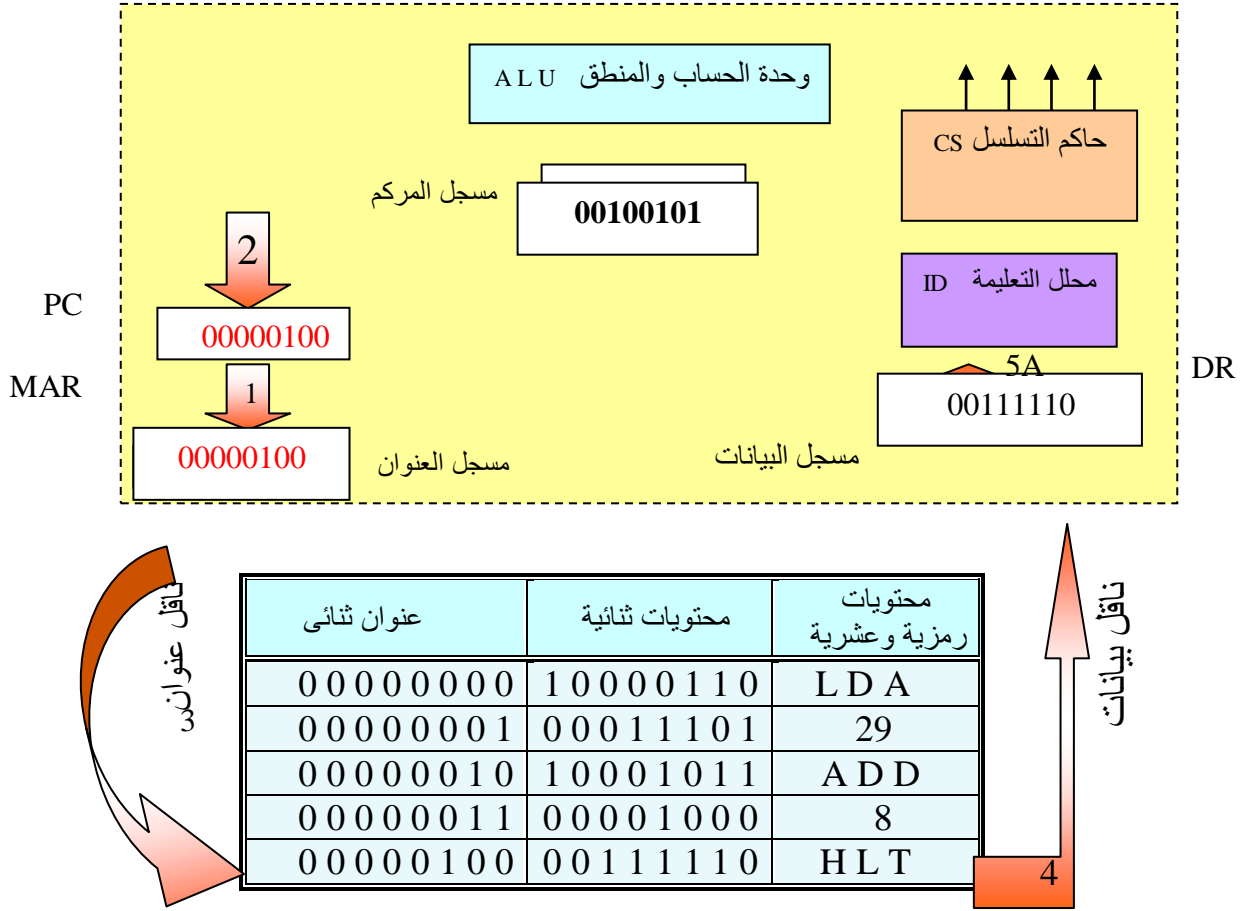 وحدة الحساب والمنطق A L U
حاكم التسلسل CS
مسجل المركم
00100101
2
محلل التعليمة ID
PC
00000100
5A
DR
MAR
1
00111110
00000100
مسجل العنوان
مسجل البيانات
ناقل عنوان
3
ناقل بيانات
عنوان ثنائى | محتويات ثنائية | محتويات
رمزية وعشرية
0 0 0 0 0 0 0 0 | 1 0 0 0 0 1 1 0 | L D A
0 0 0 0 0 0 0 1 | 0 0 0 1 1 1 0 1 | 29
0 0 0 0 0 0 1 0 | 1 0 0 0 1 0 1 1 | A D D
0 0 0 0 0 0 1 1 | 0 0 0 0 1 0 0 0 | 8
0 0 0 0 0 1 0 0 | 0 0 1 1 1 1 1 0 | H L T
4